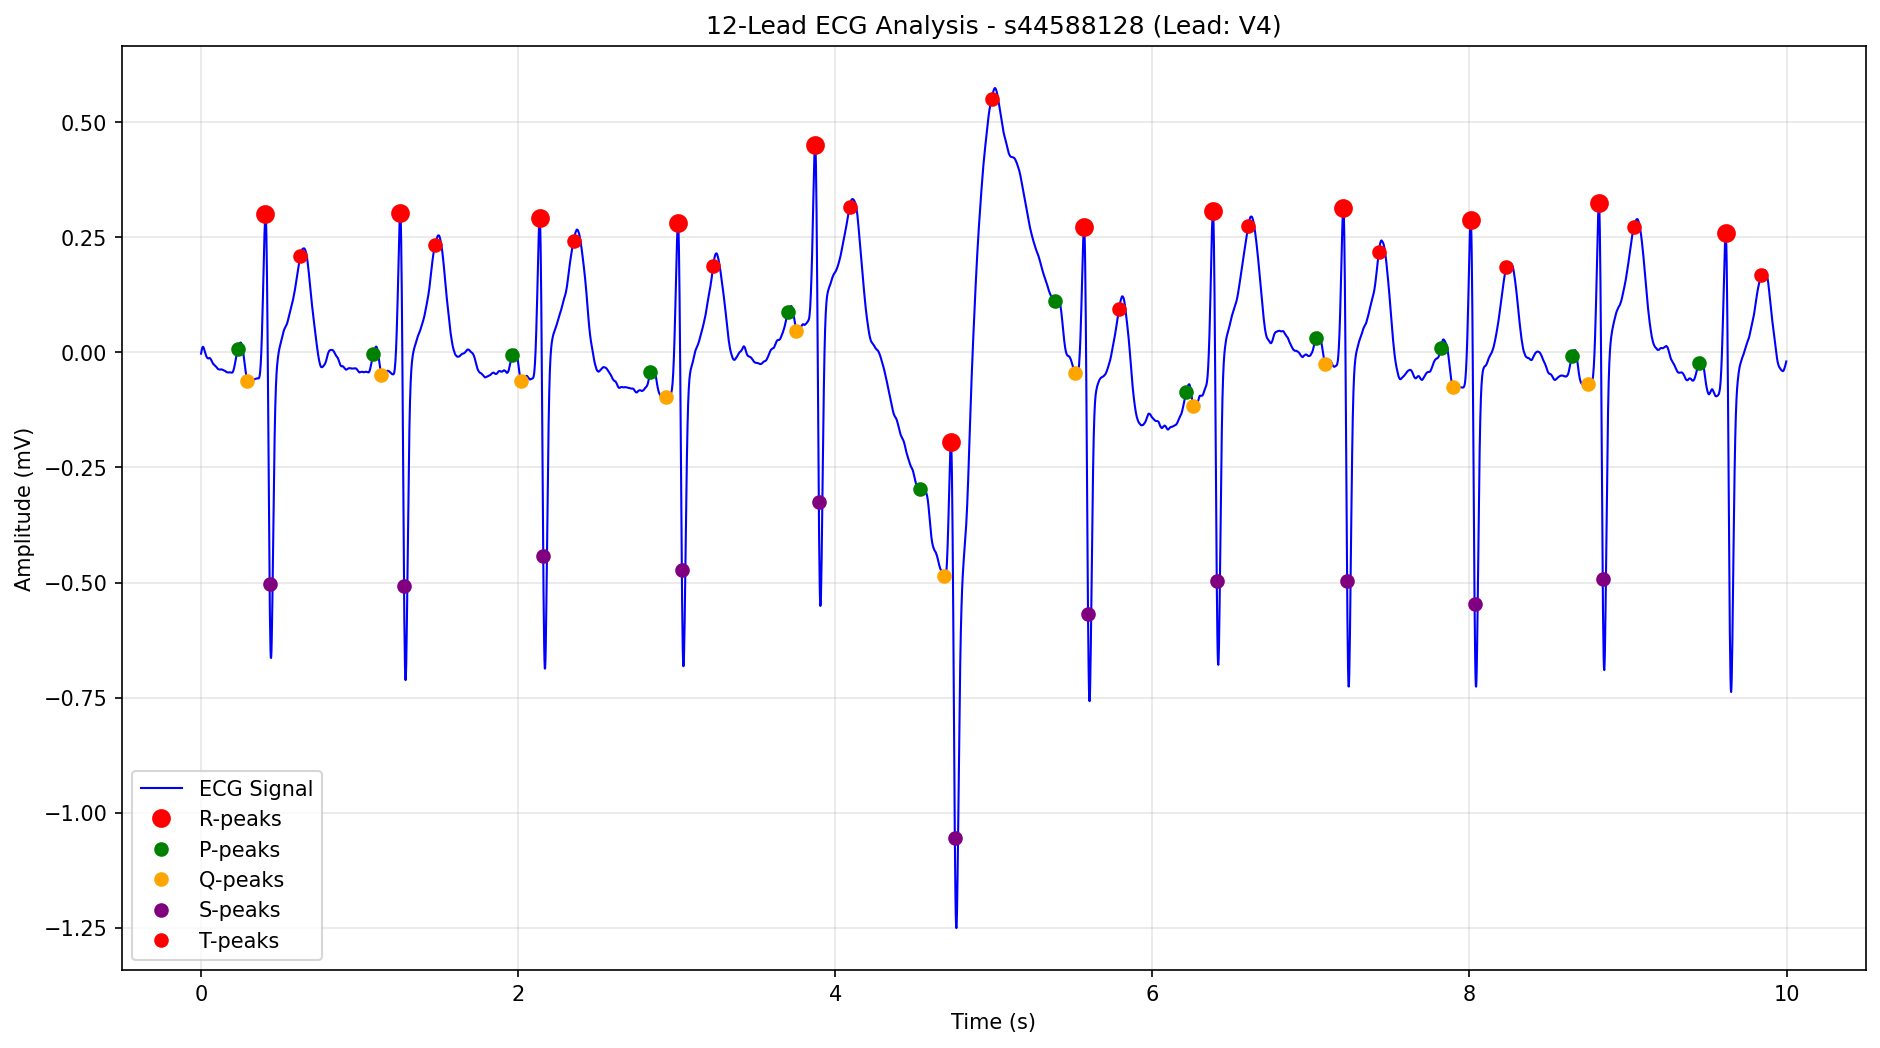 12-Lead ECG Analysis - s44588128 (Lead: V4)
Amplitude (mV)
0.50
0.25
0.00
−0.25
−0.50
−0.75
−1.00
−1.25
ECG Signal
R-peaks
P-peaks
Q-peaks
S-peaks
T-peaks
0 2 4 6 8 10
Time (s)